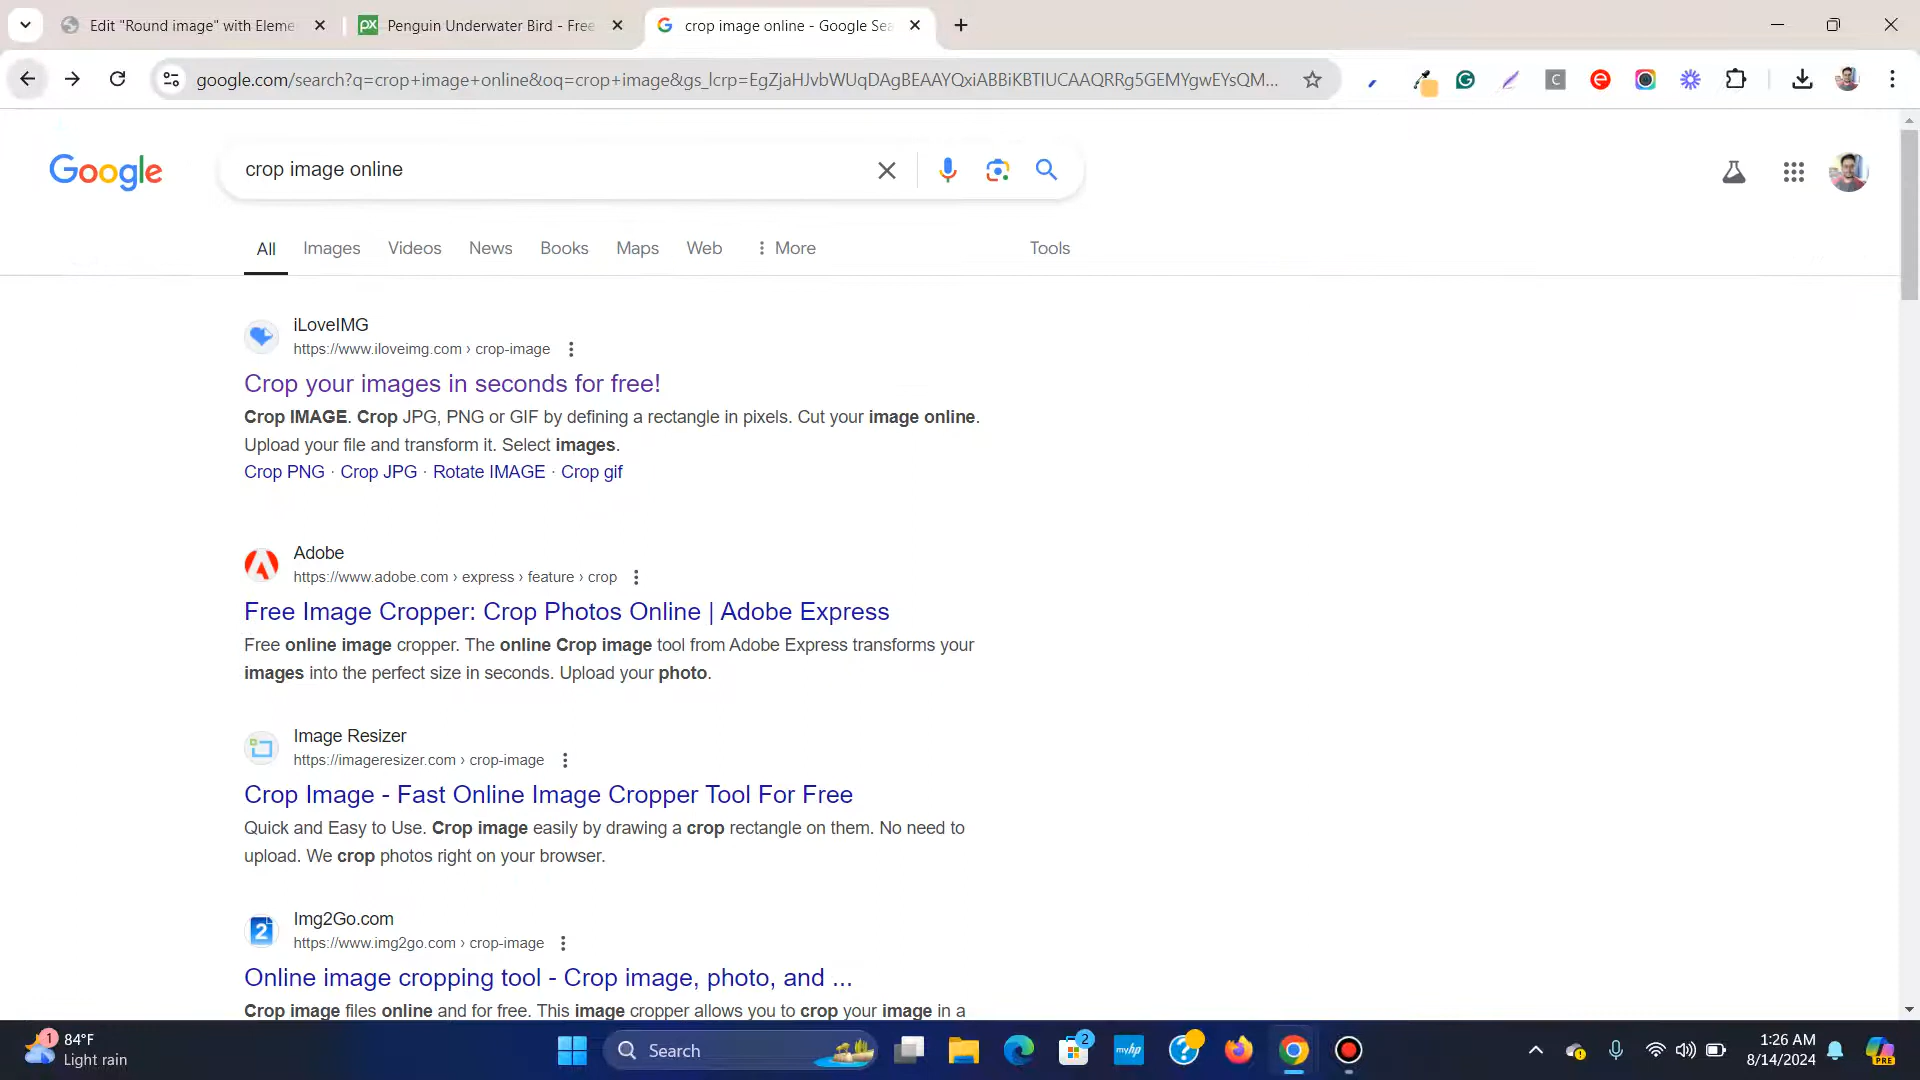 Edit "Round image" with Eleme
Penguin Underwater Bird - Free
crop image online - Google Sea
google.com/search?q=crop+image+online&oq=crop+image&gs_lcrp=EgZjaHJvbWUqDAgBEAAYQxiABBiKBTIUCAAQRRg5GEMYgwEYsQM...
Google
crop image online
All
Images
Videos
News
Books
Maps
Web
More
Tools
iLoveIMG
https://www.iloveimg.com › crop-image
Crop your images in seconds for free!
Crop IMAGE. Crop JPG, PNG or GIF by defining a rectangle in pixels. Cut your image online.
Upload your file and transform it. Select images.
Crop PNG · Crop JPG · Rotate IMAGE · Crop gif
Adobe
https://www.adobe.com › express › feature › crop
Free Image Cropper: Crop Photos Online | Adobe Express
Free online image cropper. The online Crop image tool from Adobe Express transforms your
images into the perfect size in seconds. Upload your photo.
Image Resizer
https://imageresizer.com › crop-image
Crop Image - Fast Online Image Cropper Tool For Free
Quick and Easy to Use. Crop image easily by drawing a crop rectangle on them. No need to
upload. We crop photos right on your browser.
Img2Go.com
https://www.img2go.com › crop-image
Online image cropping tool - Crop image, photo, and ...
Crop image files online and for free. This image cropper allows you to crop your image in a
1
84°F
Light rain
Search
2
myhp
1:26 AM
8/14/2024
PRE